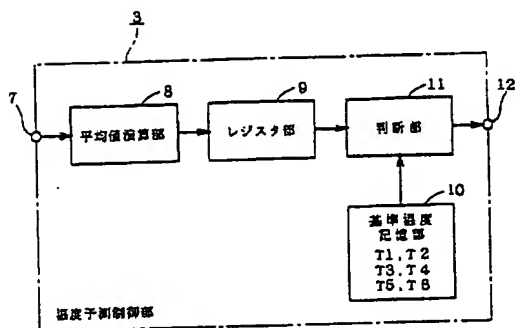 3
7
8
9
11
12
平均値演算部
レジスタ部
判断部
10
基準温度
記憶部
T1, T2
T3, T4
T5, T6
温度予測制御部